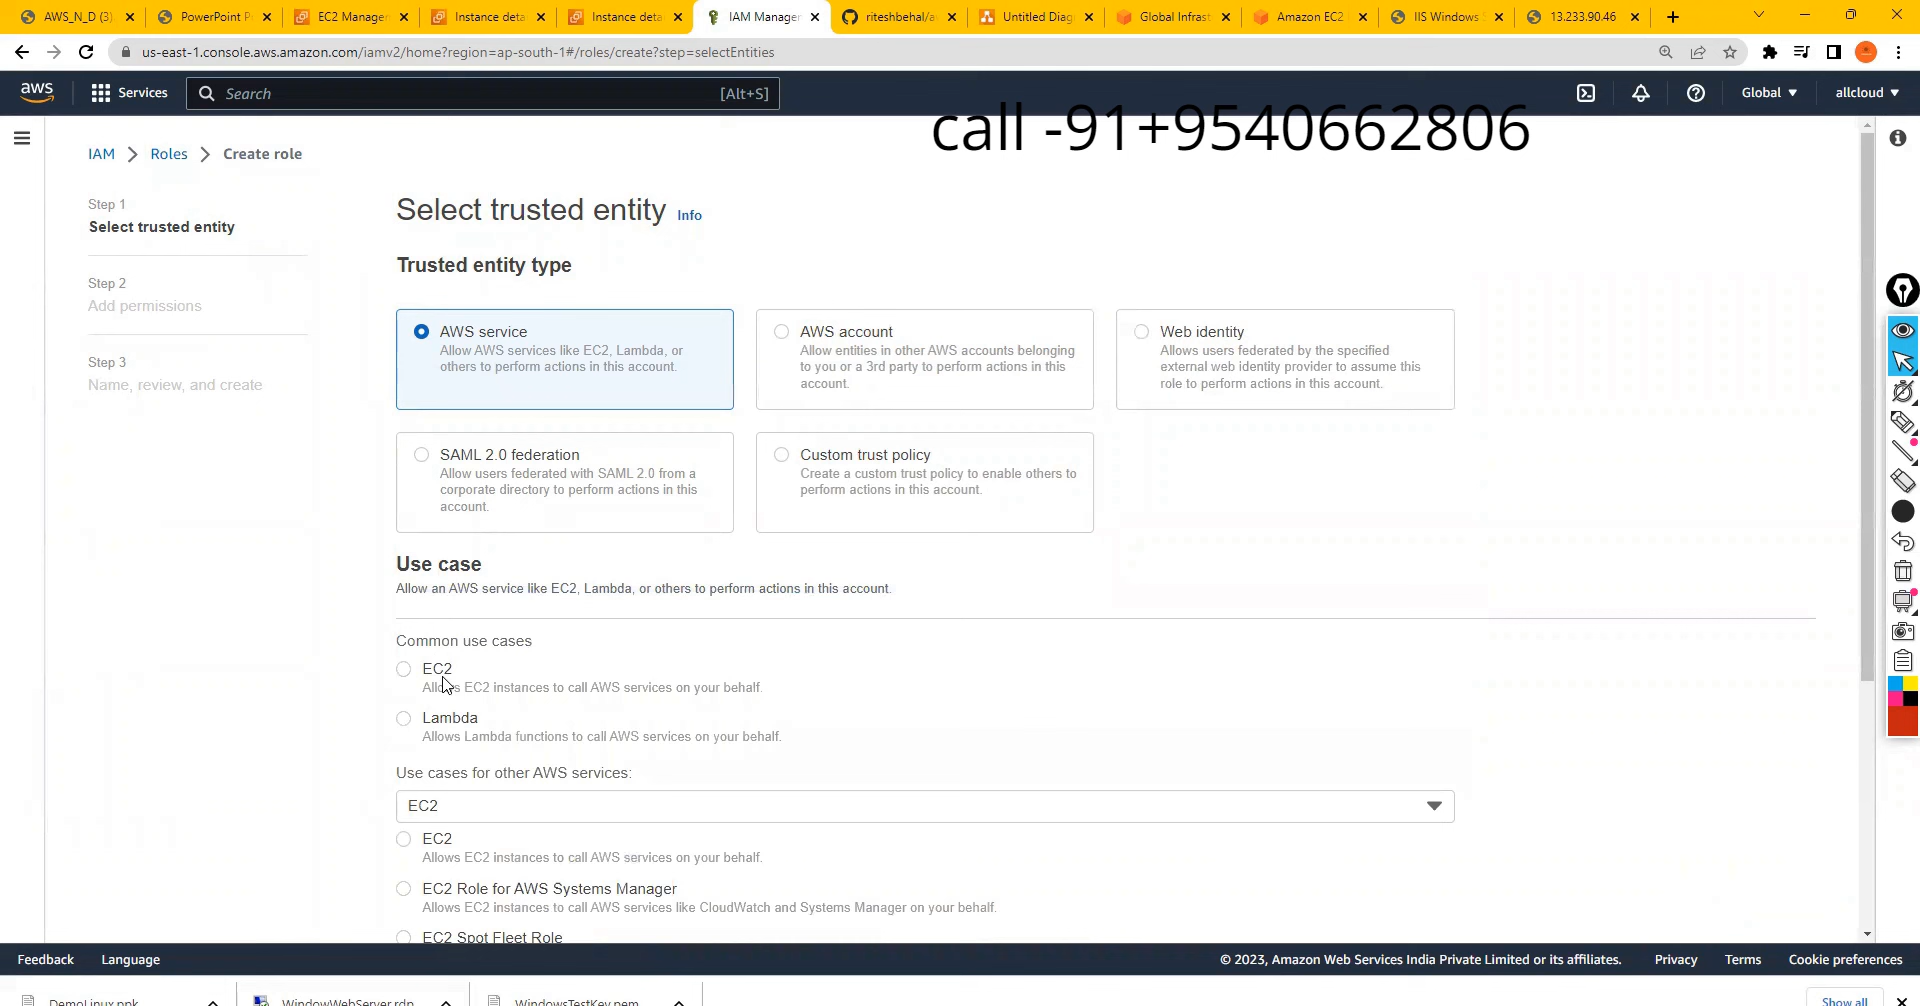 AWS_N_D (3)
PowerPoint P
EC2 Manager
Instance deta
Instance deta
IAM Manager
riteshbehal/a
Untitled Diag
Global Infrast
Amazon EC2
IIS Windows
13.233.90.46
us-east-1.console.aws.amazon.com/iamv2/home?region=ap-south-1#/roles/create?step=selectEntities
aws
Services
Search
[Alt+S]
Global
allcloud
call -91+9540662806
IAM
Roles
Create role
Step 1
Select trusted entity
Step 2
Add permissions
Step 3
Name, review, and create
Select trusted entity
Info
Trusted entity type
AWS service
Allow AWS services like EC2, Lambda, or
others to perform actions in this account.
AWS account
Allow entities in other AWS accounts belonging
to you or a 3rd party to perform actions in this
account.
Web identity
Allows users federated by the specified
external web identity provider to assume this
role to perform actions in this account.
SAML 2.0 federation
Allow users federated with SAML 2.0 from a
corporate directory to perform actions in this
account.
Custom trust policy
Create a custom trust policy to enable others to
perform actions in this account.
Use case
Allow an AWS service like EC2, Lambda, or others to perform actions in this account.
Common use cases
EC2
Allows EC2 instances to call AWS services on your behalf.
Lambda
Allows Lambda functions to call AWS services on your behalf.
Use cases for other AWS services:
EC2
EC2
Allows EC2 instances to call AWS services on your behalf.
EC2 Role for AWS Systems Manager
Allows EC2 instances to call AWS services like CloudWatch and Systems Manager on your behalf.
EC2 Spot Fleet Role
Feedback
Language
© 2023, Amazon Web Services India Private Limited or its affiliates.
Privacy
Terms
Cookie preferences
DemoLinux.ppk
WindowWebServer.rdp
WindowsTestKey.pem
Show all